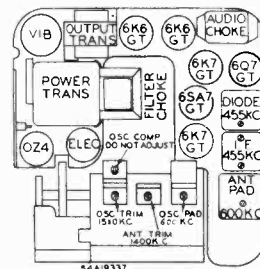 VIB
OUTPUT
TRANS
6K6
GT
6K6
GT
AUDIO
CHOKE
POWER
TRANS
FILTER
CHOKE
6K7
GT
6Q7
GT
6SA7
GT
DIODE
455KC
OZ4
ELEC
OSC COMP
DO NOT ADJUST
6K7
GT
I F
455KC
ANT
PAD
600KC
OSC TRIM
1580KC
OSC PAD
600KC
ANT TRIM
1400KC
54A19337